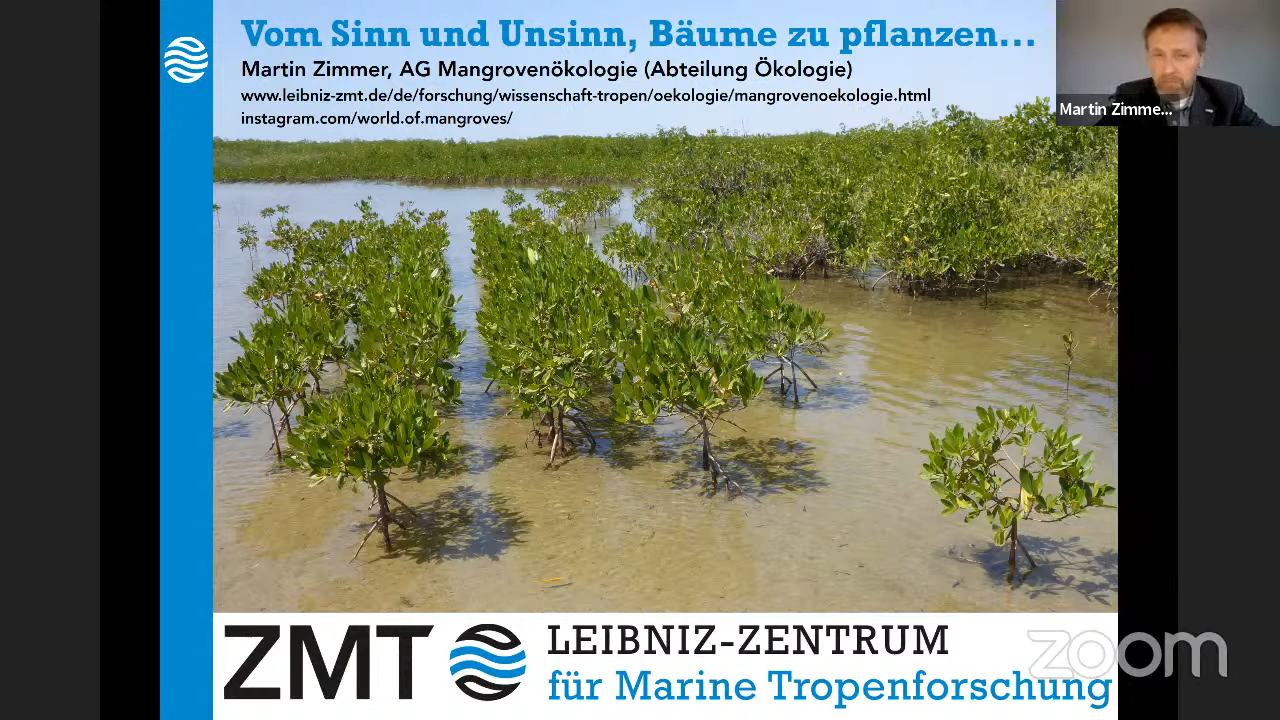 Vom Sinn und Unsinn, Bäume zu pflanzen...
Martin Zimmer, AG Mangrovenökologie (Abteilung Ökologie)
www.leibniz-zmt.de/de/forschung/wissenschaft-tropen/oekologie/mangrovenoekologie.html
instagram.com/world.of.mangroves/
Martin Zimme...
ZMT
LEIBNIZ-ZENTRUM
für Marine Tropenforschung
zoom